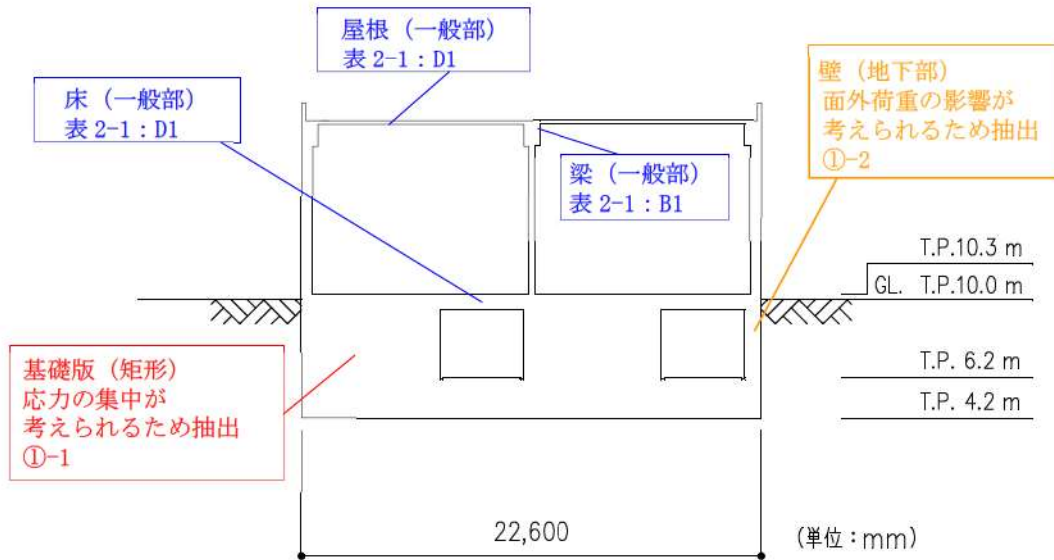 屋根（一般部）
表 2-1：D1
床（一般部）
表 2-1：D1
壁（地下部）
面外荷重の影響が
考えられるため抽出
①-2
梁（一般部）
表 2-1：B1
T.P.10.3 m
GL. T.P.10.0 m
基礎版（矩形）
応力の集中が
考えられるため抽出
①-1
T.P. 6.2 m
T.P. 4.2 m
22,600
(単位：mm)